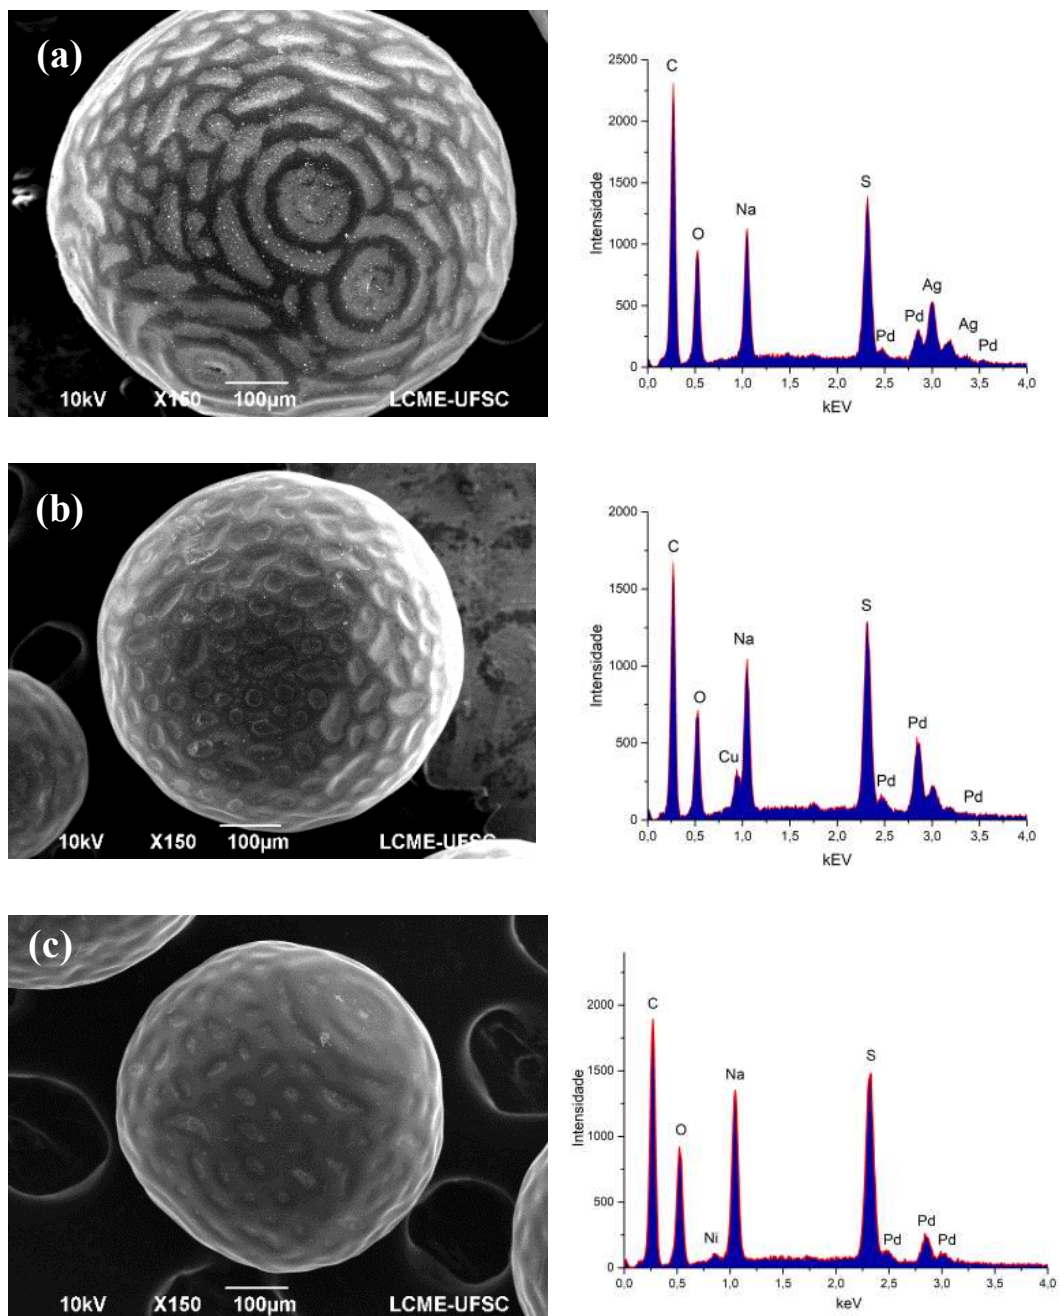 (a)
10kV X150 100µm LCME-UFSC
Intensidade
2500
2000
1500
1000
500
0
C
O
Na
S
Pd
Pd
Ag
Ag
Pd
0,0 0,5 1,0 1,5 2,0 2,5 3,0 3,5 4,0
kEV
(b)
10kV X150 100µm LCME-UFSC
Intensidade
2000
1500
1000
500
0
C
O
Cu
Na
S
Pd
Pd
Pd
0,0 0,5 1,0 1,5 2,0 2,5 3,0 3,5 4,0
kEV
(c)
10kV X150 100µm LCME-UFSC
Intensidade
2000
1500
1000
500
0
C
O
Ni
Na
S
Pd
Pd
Pd
0,0 0,5 1,0 1,5 2,0 2,5 3,0 3,5 4,0
keV